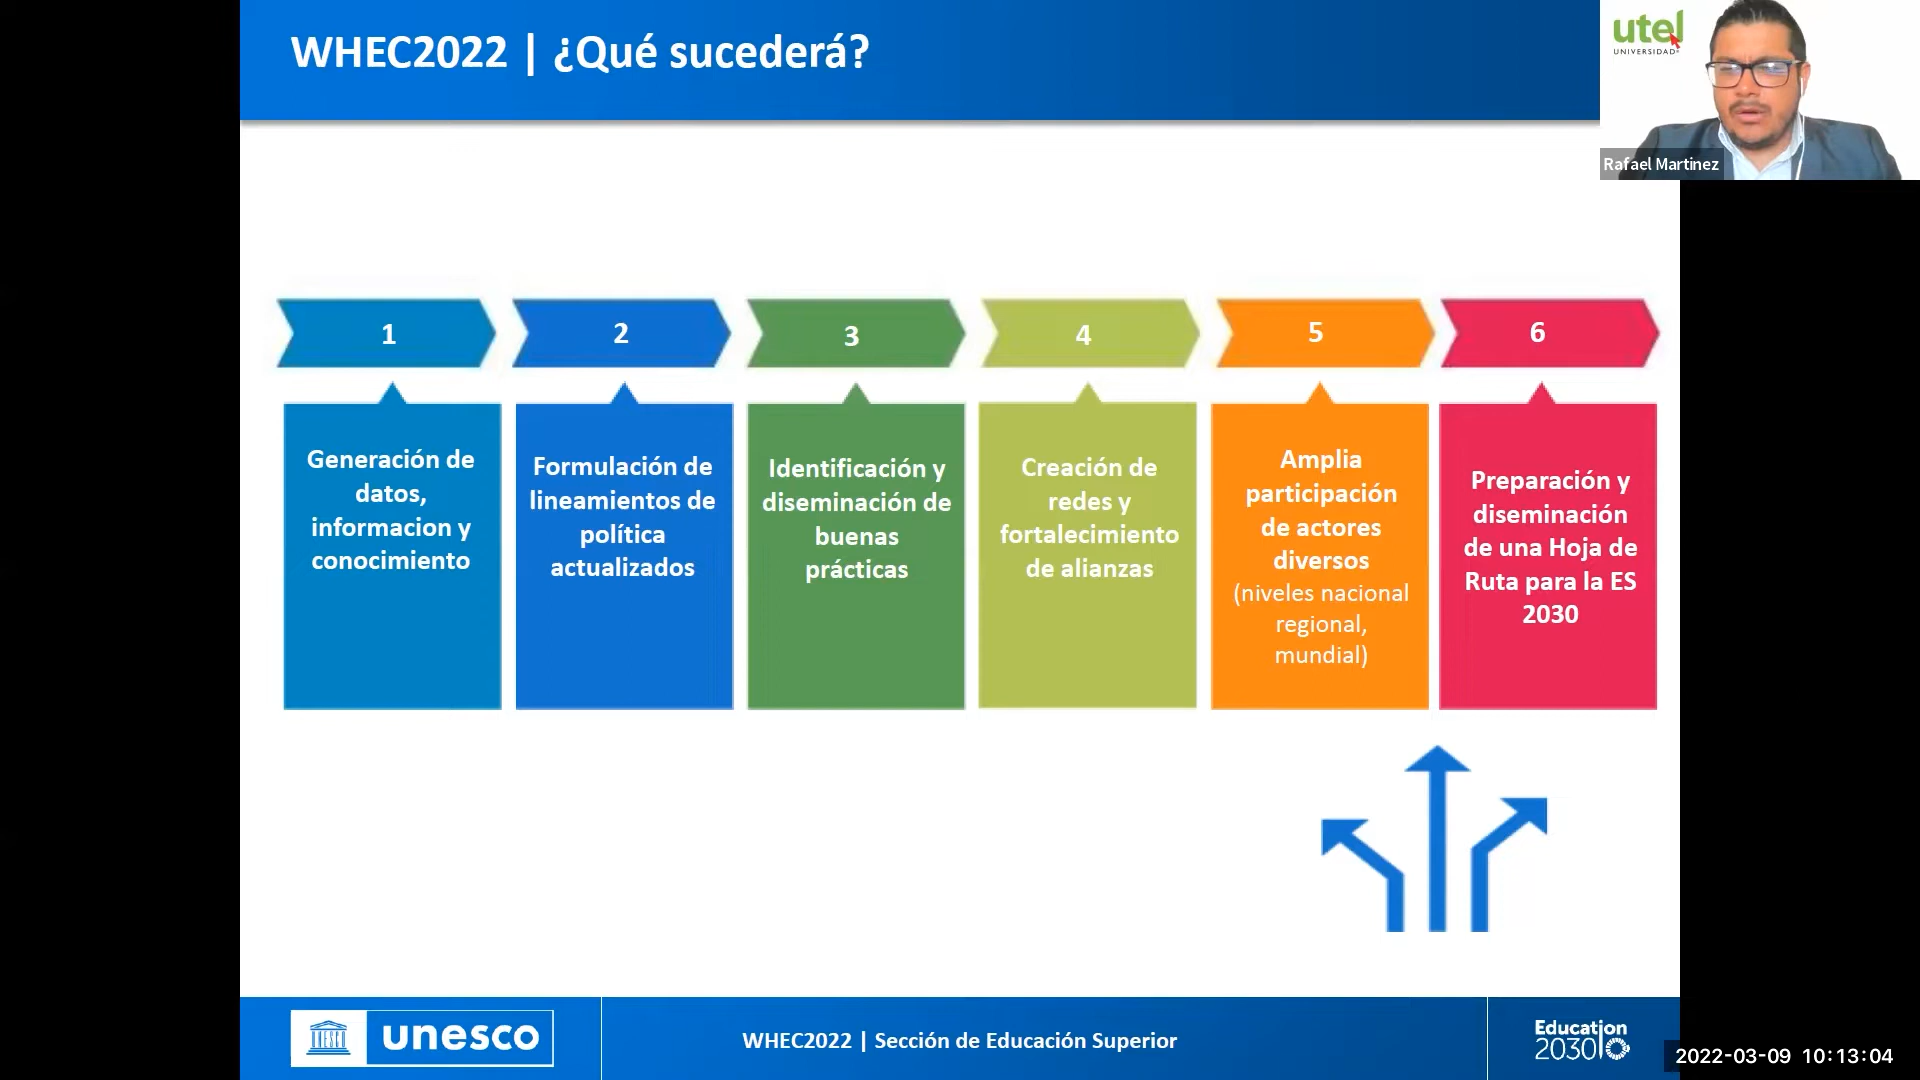 WHEC2022 | ¿Qué sucederá?
utel
UNIVERSIDAD
Rafael Martinez
1
2
3
4
5
6
Generación de
datos,
informacion y
conocimiento
Formulación de
lineamientos de
política
actualizados
Identificación y
diseminación de
buenas
prácticas
Creación de
redes y
fortalecimiento
de alianzas
Amplia
participación
de actores
diversos
(niveles nacional
regional,
mundial)
Preparación y
diseminación
de una Hoja de
Ruta para la ES
2030
UNESCO
unesco
WHEC2022 | Sección de Educación Superior
Education
2030
2022-03-09 10:13:04